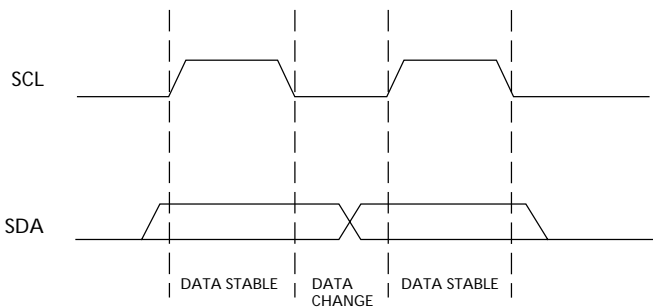 SCL
SDA
DATA STABLE
DATA
CHANGE
DATA STABLE